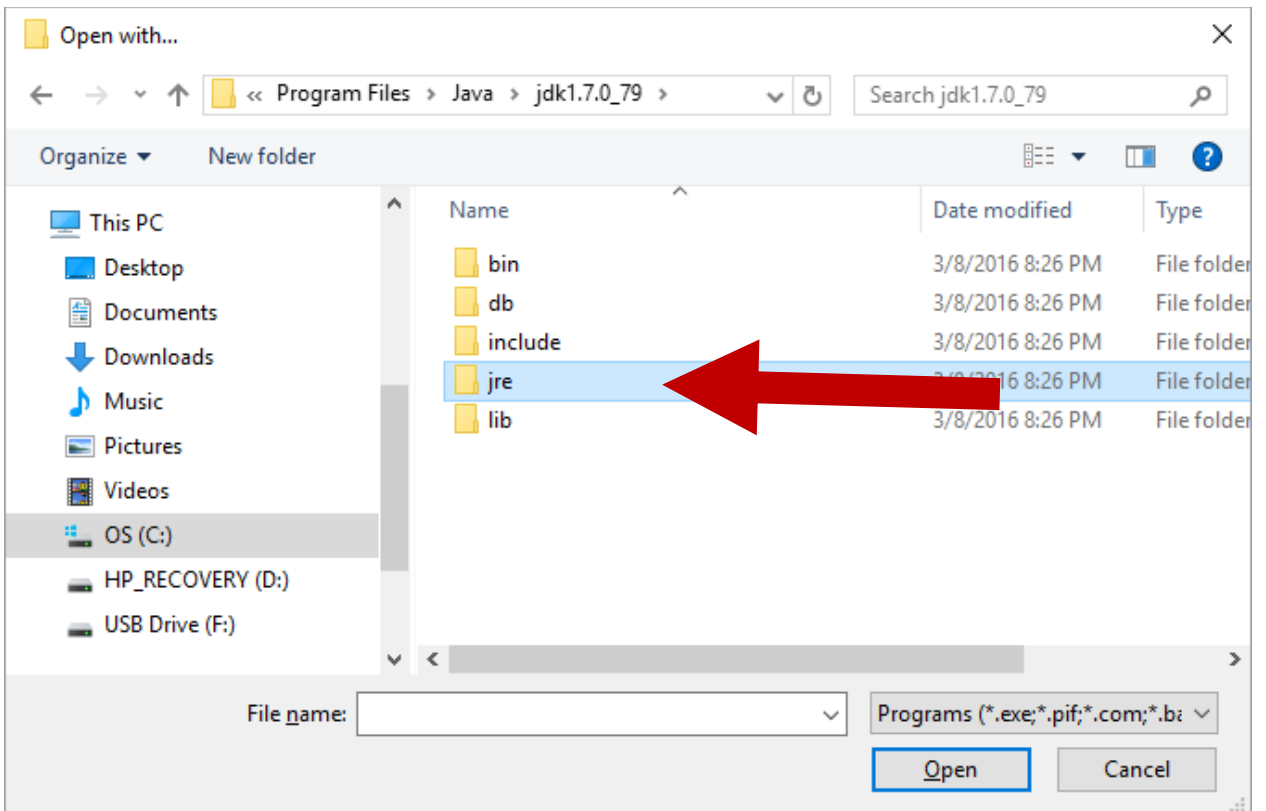 Open with...
« Program Files > Java > jdk1.7.0_79 >
Search jdk1.7.0_79
Organize
New folder
This PC
Desktop
Documents
Downloads
Music
Pictures
Videos
OS (C:)
HP_RECOVERY (D:)
USB Drive (F:)
Name Date modified Type
bin 3/8/2016 8:26 PM File folder
db 3/8/2016 8:26 PM File folder
include 3/8/2016 8:26 PM File folder
jre 16 8:26 PM File folder
lib 3/8/2016 8:26 PM File folder
File name:
Programs (*.exe;*.pif;*.com;*.ba
Open Cancel